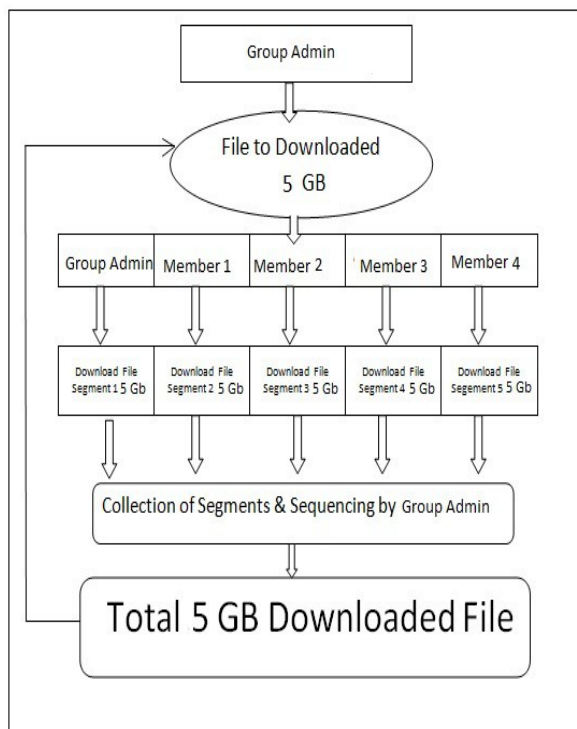 Group Admin
File to Downloaded
5 GB
Group Admin
Member 1
Member 2
Member 3
Member 4
Download File
Segment 1 5 Gb
Download File
Segment 2 5 Gb
Download File
Segment 3 5 Gb
Download File
Segment 4 5 Gb
Download File
Segement 5 5 Gb
Collection of Segments & Sequencing by Group Admin
Total 5 GB Downloaded File